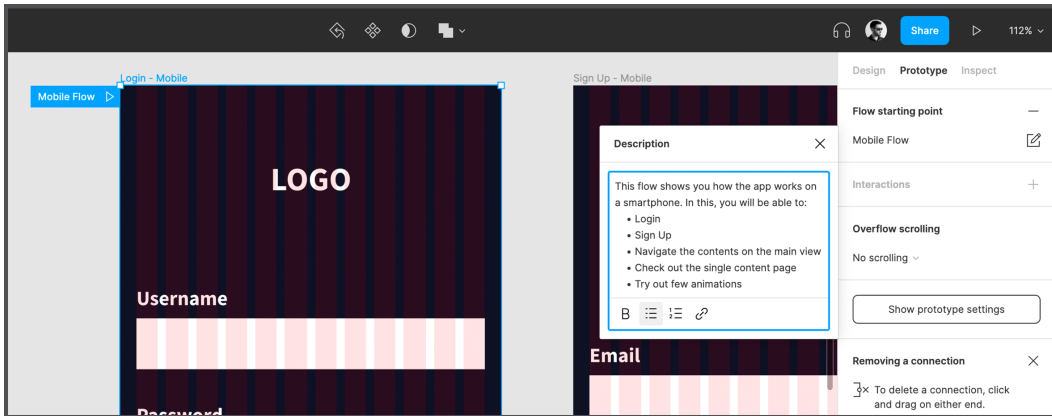 Share
112%
Login - Mobile
Sign Up - Mobile
Design Prototype Inspect
Mobile Flow
Flow starting point
Mobile Flow
Interactions
Overflow scrolling
No scrolling
Show prototype settings
Removing a connection
To delete a connection, click
and drag on either end.
Description
This flow shows you how the app works on
a smartphone. In this, you will be able to:
• Login
• Sign Up
• Navigate the contents on the main view
• Check out the single content page
• Try out few animations
B
LOGO
Username
Password
Email